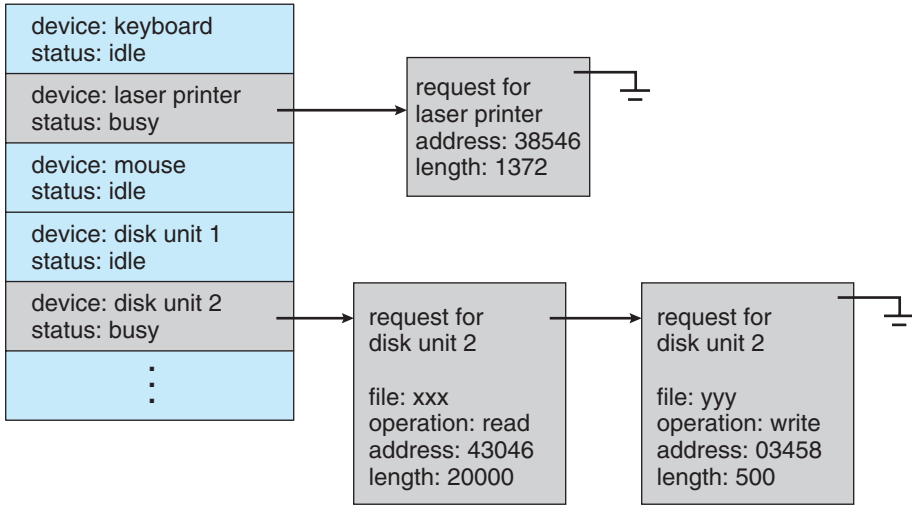 device: keyboard
status: idle
device: laser printer
status: busy
device: mouse
status: idle
device: disk unit 1
status: idle
device: disk unit 2
status: busy
request for
laser printer
address: 38546
length: 1372
request for
disk unit 2
file: xxx
operation: read
address: 43046
length: 20000
request for
disk unit 2
file: yyy
operation: write
address: 03458
length: 500